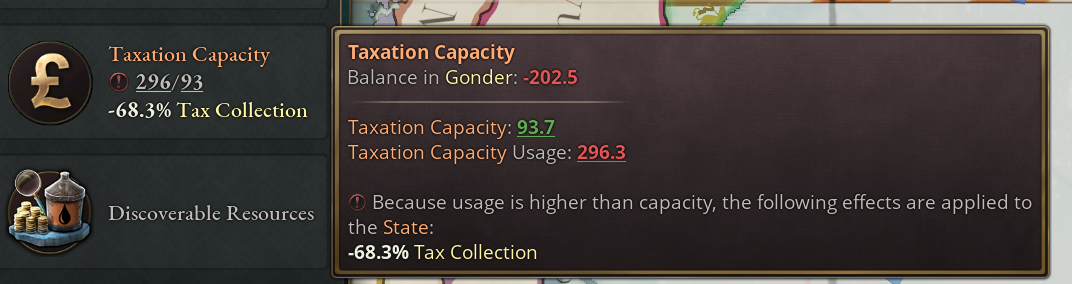 Taxation Capacity
296/93
-68.3% Tax Collection
Discoverable Resources
Taxation Capacity
Balance in Gonder: -202.5
Taxation Capacity: 93.7
Taxation Capacity Usage: 296.3
Because usage is higher than capacity, the following effects are applied to
the State:
-68.3% Tax Collection